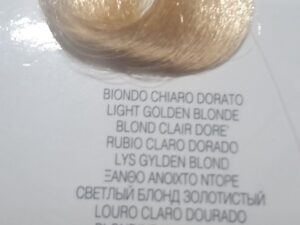 BIONDO CHIARO DORATO
LIGHT GOLDEN BLONDE
BLOND CLAIR DORE'
RUBIO CLARO DORADO
LYS GYLDEN BLOND
ΞΑΝΘΟ ΑΝΟΙΧΤΟ ΝΤΟΡΕ
СВЕТЛЫЙ БЛОНД ЗОЛОТИСТЫЙ
LOURO CLARO DOURADO